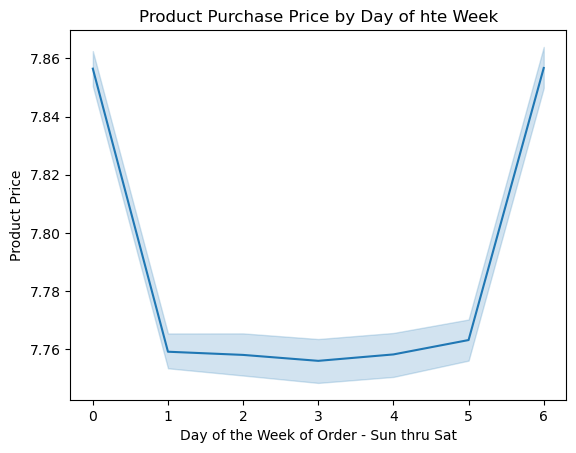 Product Purchase Price by Day of hte Week
7.86
7.84
7.82
7.80
7.78
7.76
Product Price
0 1 2 3 4 5 6
Day of the Week of Order - Sun thru Sat